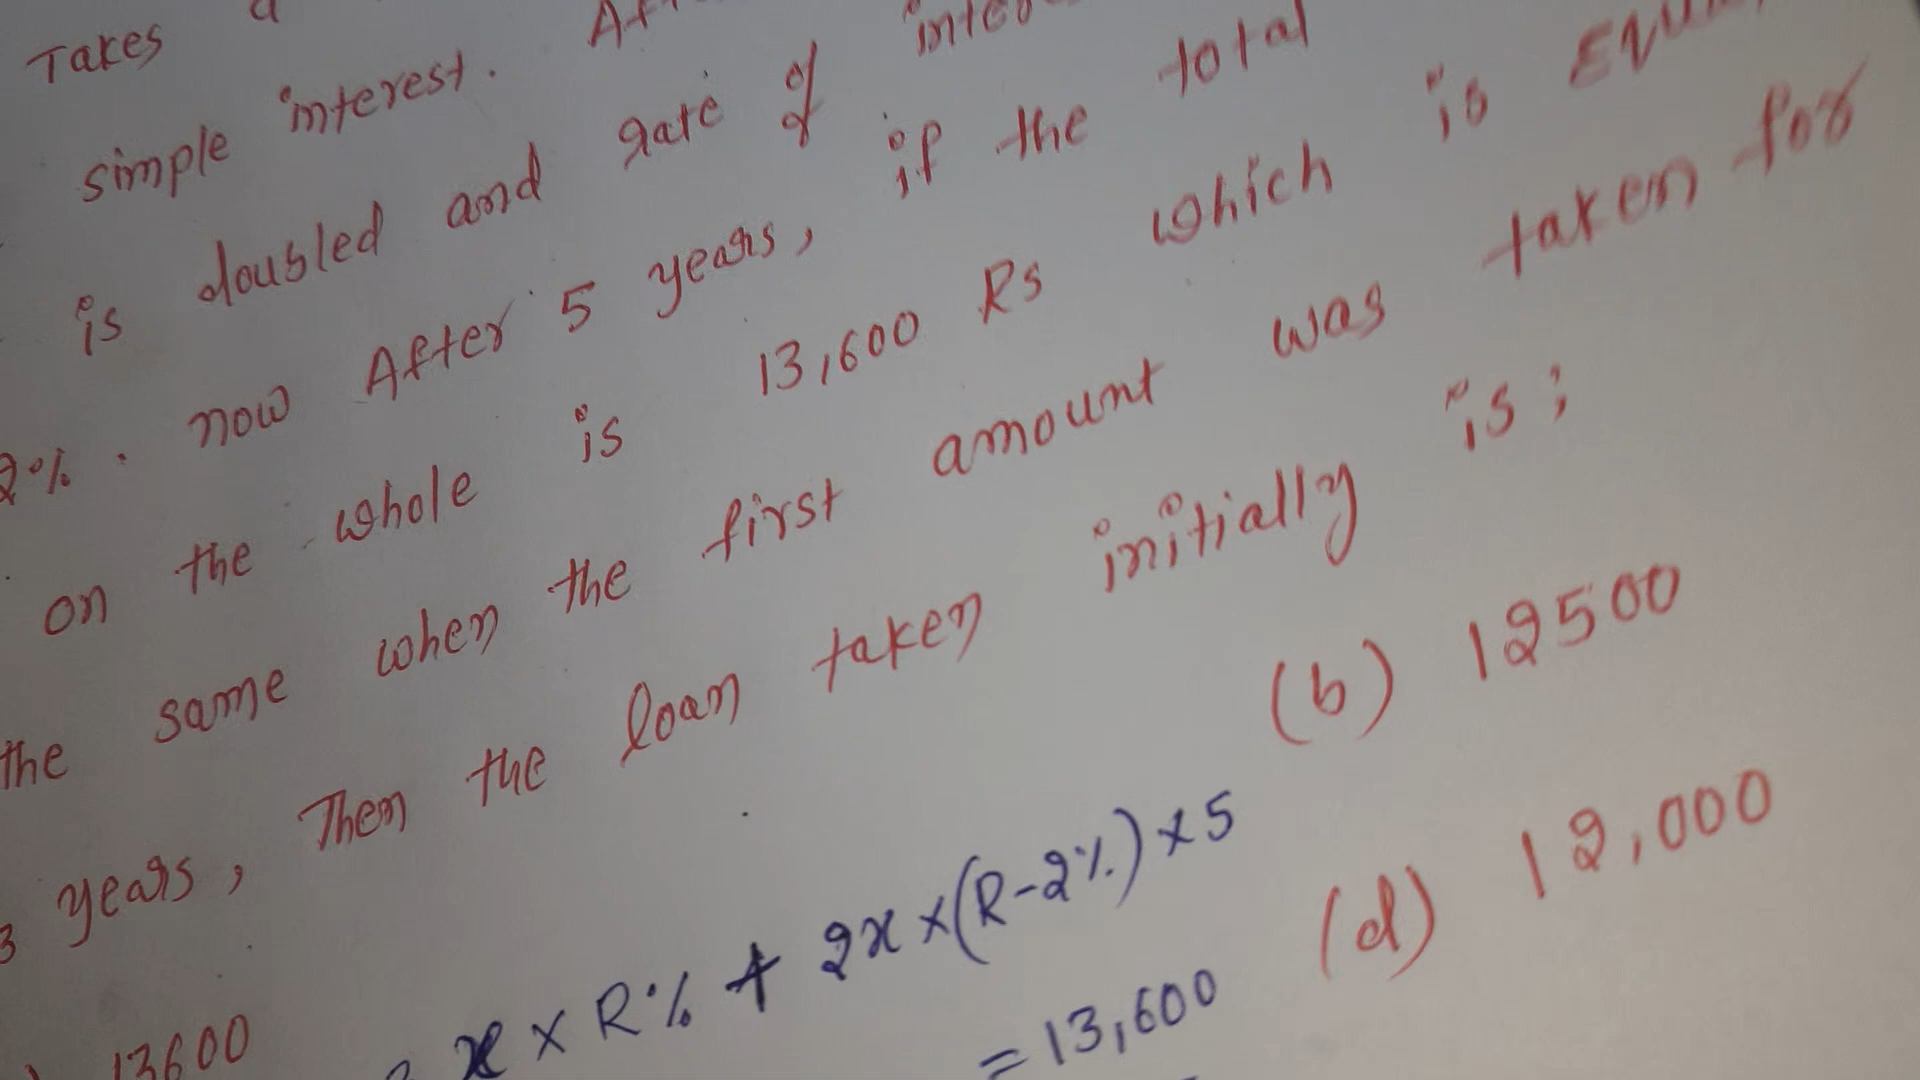 Takes a
simple interest.
is doubled and rate of
2%. now After 5 years, if the total
on the whole is 13,600 Rs which is
the same when the first amount was taken for
3 years, Then the loan taken initially is;
(b) 12500
x × R% + 2x × (R-2%) × 5
= 13,600
(d) 12,000
13600